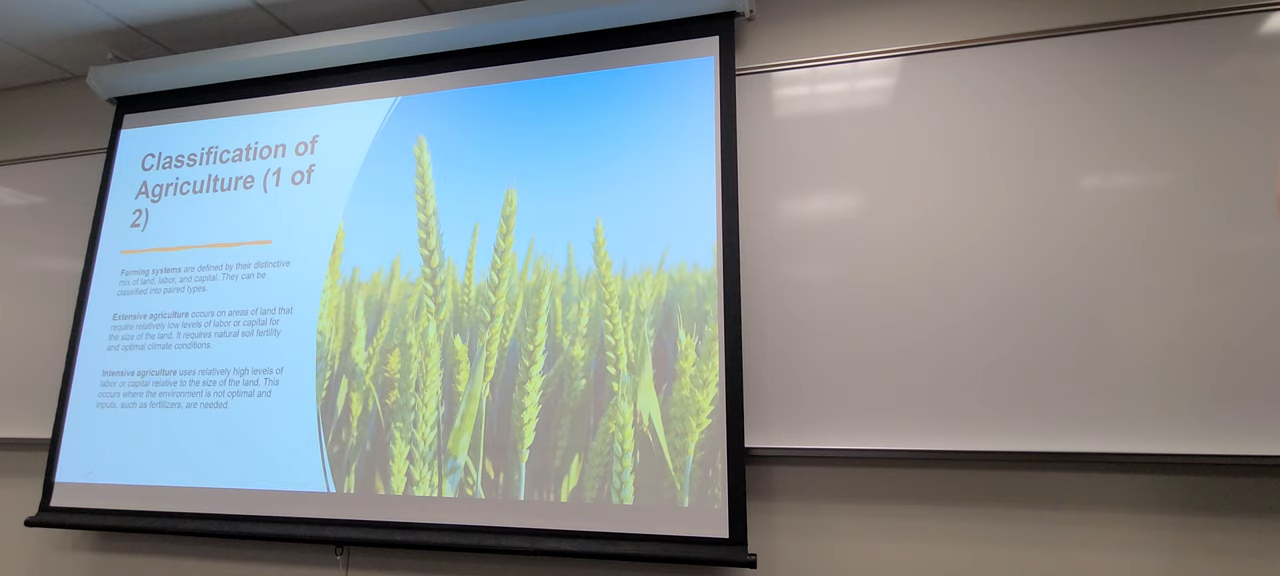 Classification of
Agriculture (1 of
2)
Farming systems are defined by their distinctive
mix of land, labor, and capital. They can be
classified into paired types.
Extensive agriculture occurs on areas of land that
require relatively low levels of labor or capital for
the size of the land. It requires natural soil fertility
and optimal climate conditions.
Intensive agriculture uses relatively high levels of
labor or capital relative to the size of the land. This
occurs where the environment is not optimal and
inputs, such as fertilizers, are needed.